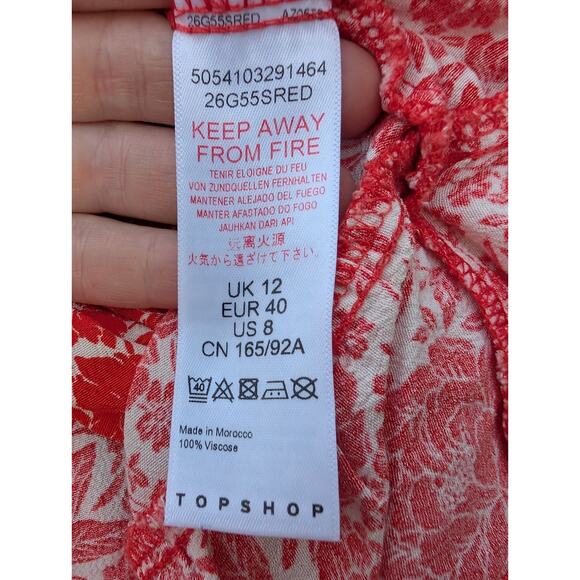 26G55SRED
5054103291464
26G55SRED
KEEP AWAY
FROM FIRE
TENIR ELOIGNE DU FEU
VON ZUNDQUELLEN FERNHALTEN
MANTENER ALEJADO DEL FUEGO
MANTER AFASTADO DO FOGO
JAUHKAN DARI API
远离火源
火気から遠ざけて下さい。
UK 12
EUR 40
US 8
CN 165/92A
40
Made in Morocco
100% Viscose
TOPSHOP